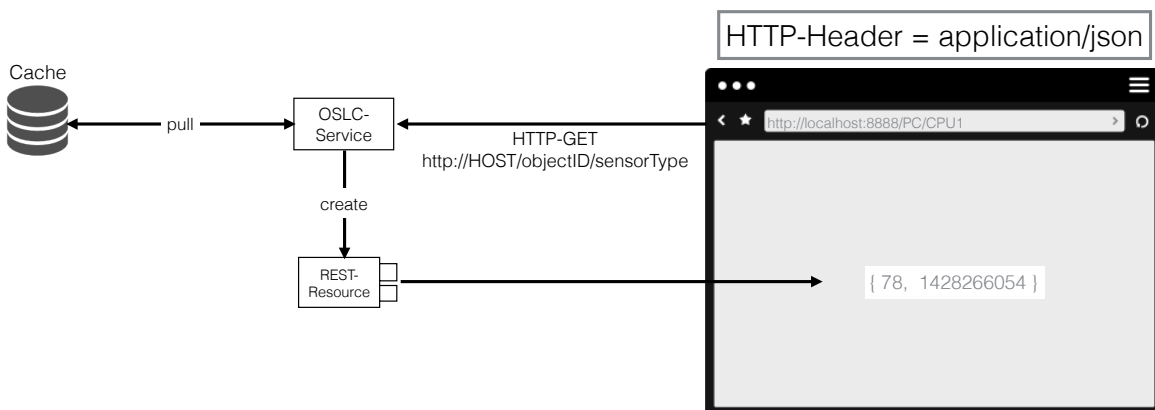 HTTP-Header = application/json
Cache
pull
OSLC-
Service
HTTP-GET
http://HOST/objectID/sensorType
http://localhost:8888/PC/CPU1
create
REST-
Resource
{ 78, 1428266054 }